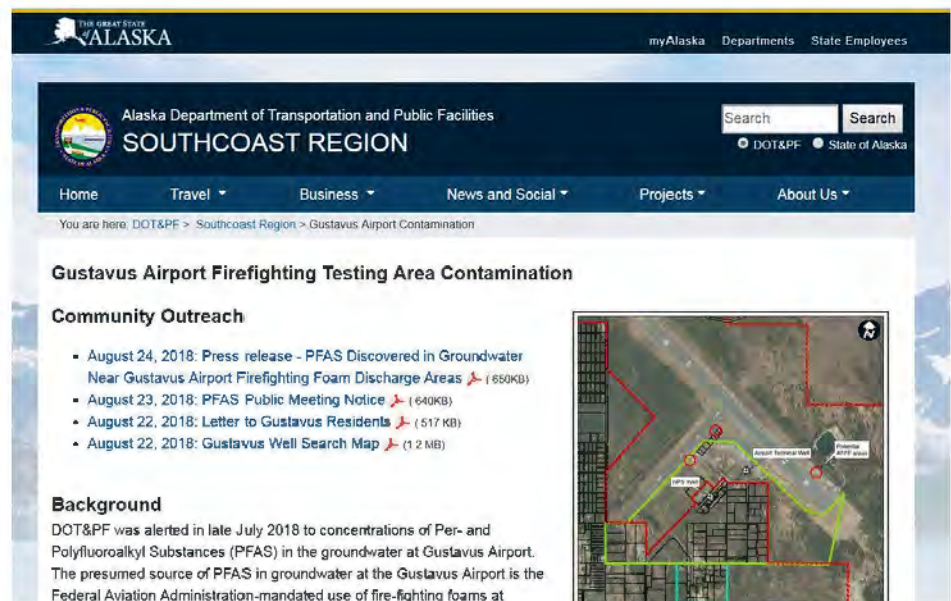 THE GREAT STATE
of ALASKA
myAlaska Departments State Employees
Alaska Department of Transportation and Public Facilities
SOUTHCOAST REGION
Search Search
DOT&PF State of Alaska
Home Travel Business News and Social Projects About Us
You are here: DOT&PF > Southcoast Region > Gustavus Airport Contamination
Gustavus Airport Firefighting Testing Area Contamination
Community Outreach
August 24, 2018: Press release - PFAS Discovered in Groundwater
Near Gustavus Airport Firefighting Foam Discharge Areas (650KB)
August 23, 2018: PFAS Public Meeting Notice (640KB)
August 22, 2018: Letter to Gustavus Residents (517 KB)
August 22, 2018: Gustavus Well Search Map (1.2 MB)
Potential
AFFF areas
Airport Terminal Well
NPS Well
Background
DOT&PF was alerted in late July 2018 to concentrations of Per- and
Polyfluoroalkyl Substances (PFAS) in the groundwater at Gustavus Airport.
The presumed source of PFAS in groundwater at the Gustavus Airport is the
Federal Aviation Administration-mandated use of fire-fighting foams at